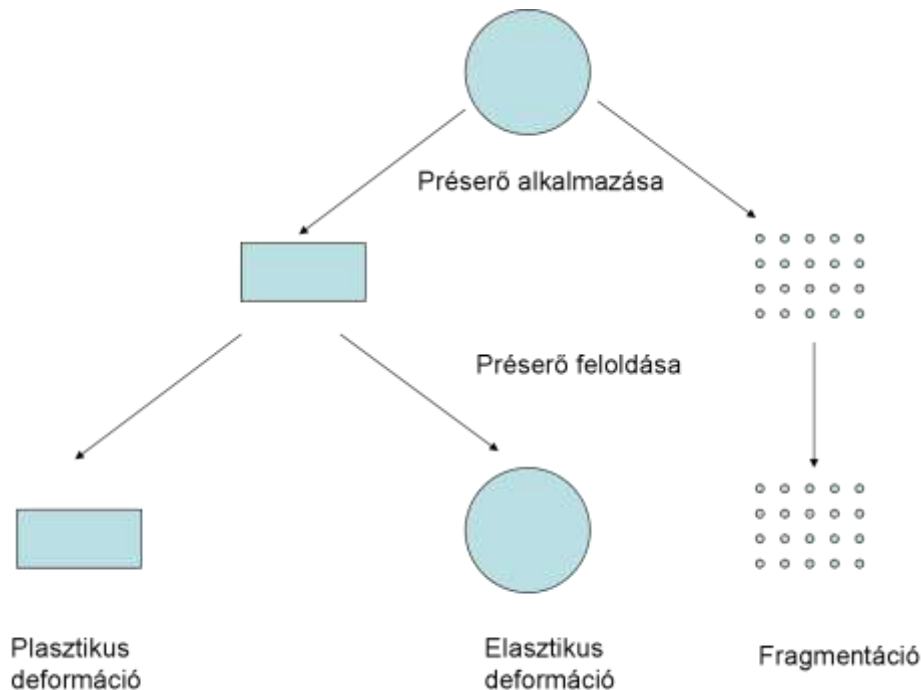 Préserő alkalmazása
Préserő feloldása
Plasztikus
deformáció
Elasztikus
deformáció
Fragmentáció